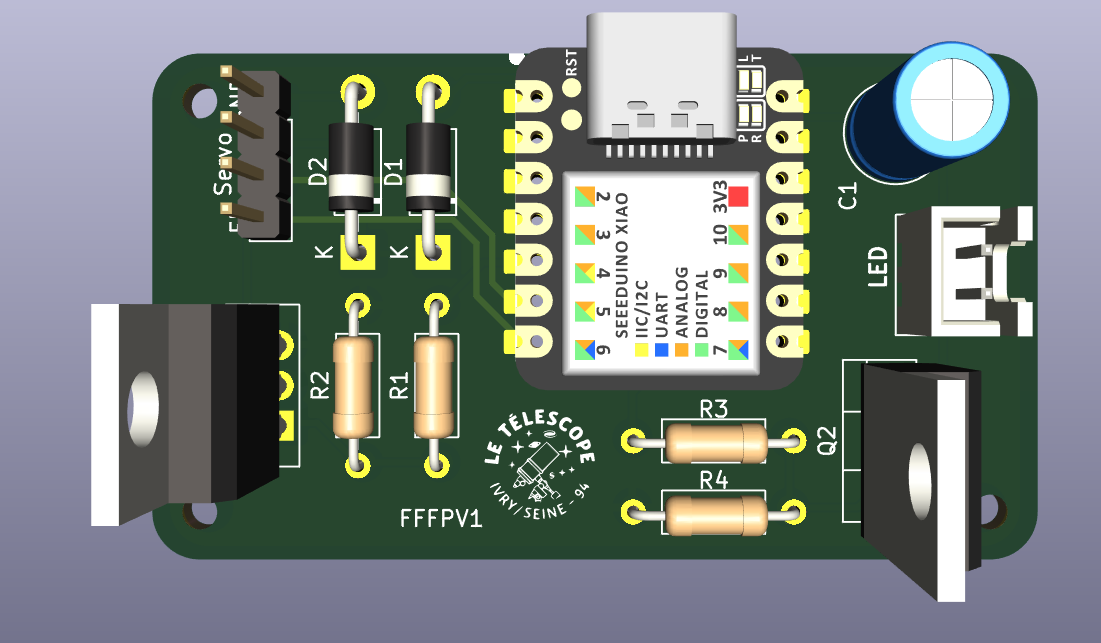 RST
L
T
P
R
Servo
D2
D1
K
K
C1
LED
2
3
4
5
6
SEEEDUINO XIAO
IIC/I2C
UART
ANALOG
DIGITAL
3V3
10
9
8
7
R2
R1
R3
R4
Q2
LE TÉLESCOPE
IVRY/SEINE - 94
FFFPV1